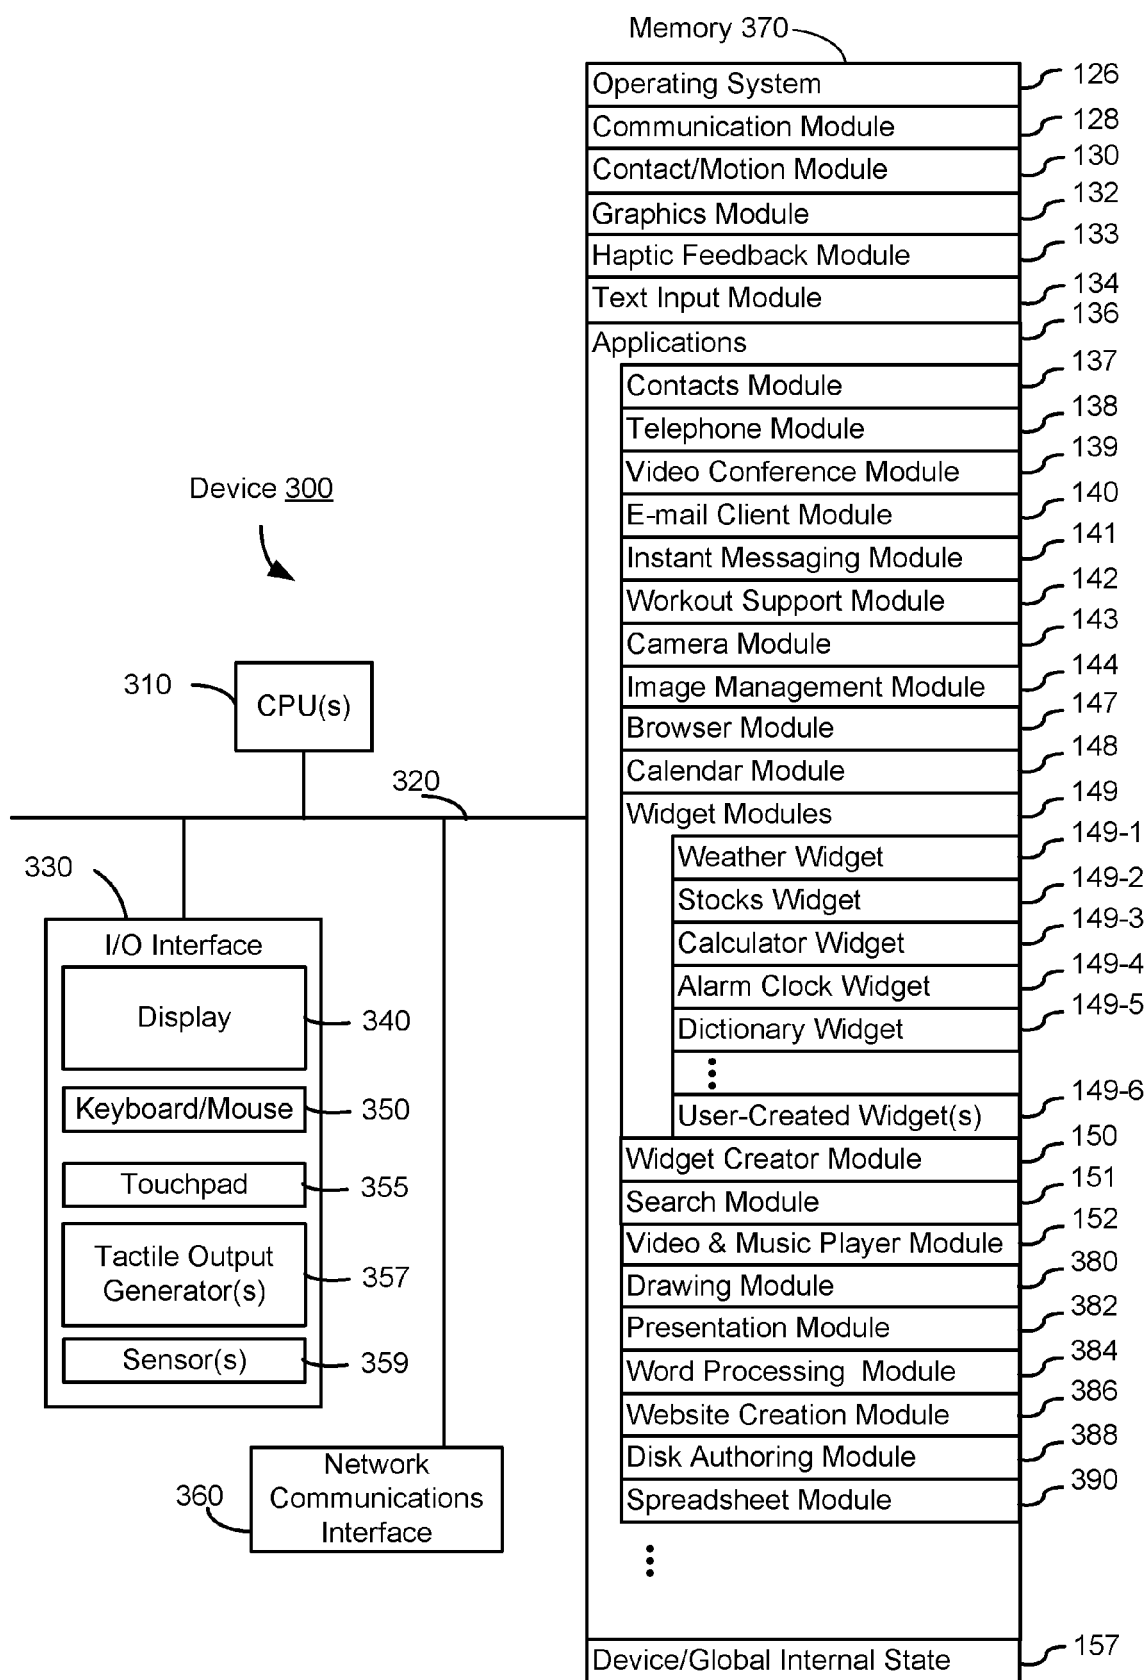 Memory 370
Operating System 126
Communication Module 128
Contact/Motion Module 130
Graphics Module 132
Haptic Feedback Module 133
Text Input Module 134
Applications 136
Contacts Module 137
Telephone Module 138
Video Conference Module 139
E-mail Client Module 140
Instant Messaging Module 141
Workout Support Module 142
Camera Module 143
Image Management Module 144
Browser Module 147
Calendar Module 148
Widget Modules 149
Weather Widget 149-1
Stocks Widget 149-2
Calculator Widget 149-3
Alarm Clock Widget 149-4
Dictionary Widget 149-5
User-Created Widget(s) 149-6
Widget Creator Module 150
Search Module 151
Video & Music Player Module 152
Drawing Module 380
Presentation Module 382
Word Processing Module 384
Website Creation Module 386
Disk Authoring Module 388
Spreadsheet Module 390
Device/Global Internal State 157
Device 300
310
CPU(s)
320
330
I/O Interface
Display 340
Keyboard/Mouse 350
Touchpad 355
Tactile Output
Generator(s) 357
Sensor(s) 359
360
Network
Communications
Interface